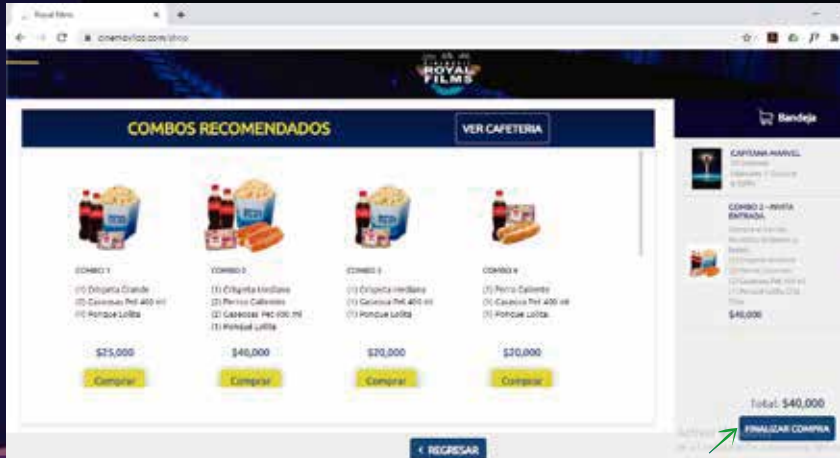 Royal Films
cinemovilco.com/shop
ROYAL
FILMS
COMBOS RECOMENDADOS
VER CAFETERIA
Bandeja
CAPITANA MARVEL
COMBO 2 - INVITA
ENTRADA
$40,000
COMBO 1
(1) Crispeta Grande
(2) Gaseosas Pet 400 ml
(1) Ponque Lolita
$25,000
Comprar
COMBO 2
(1) Crispeta Mediana
(2) Perros Calientes
(2) Gaseosas Pet 400 ml
(1) Ponque Lolita
$40,000
Comprar
COMBO 3
(1) Crispeta Mediana
(1) Gaseosa Pet 400 ml
(1) Ponque Lolita
$20,000
Comprar
COMBO 4
(1) Perro Caliente
(1) Gaseosa Pet 400 ml
(1) Ponque Lolita
$20,000
Comprar
Total: $40,000
FINALIZAR COMPRA
< REGRESAR